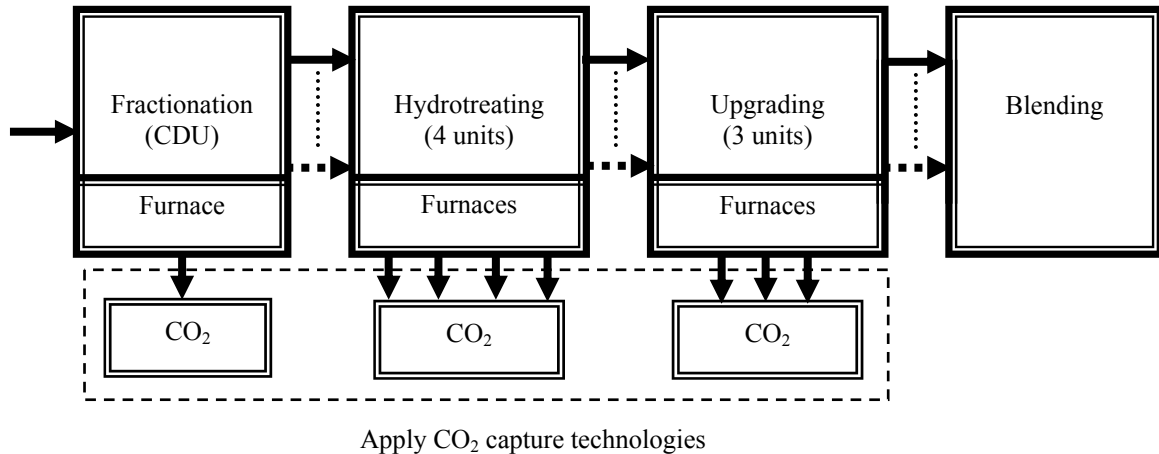 Fractionation
(CDU)
Hydrotreating
(4 units)
Upgrading
(3 units)
Blending
Furnace
Furnaces
Furnaces
CO₂
CO₂
CO₂
Apply CO₂ capture technologies